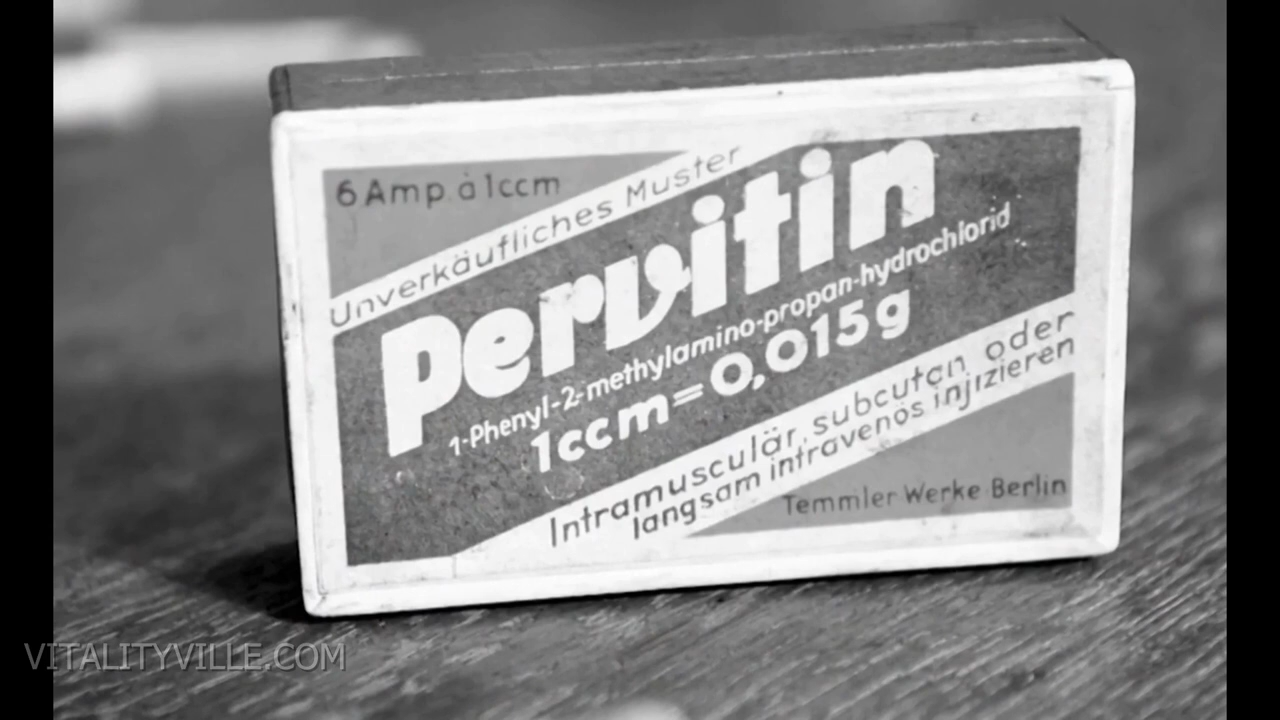 6 Amp. à 1ccm
Unverkäufliches Muster
Pervitin
1-Phenyl-2-methylamino-propan-hydrochlorid
1ccm=0,015g
Intramusculär, subcutan oder
langsam intravenös injizieren
Temmler-Werke Berlin
VITALITYVILLE.COM